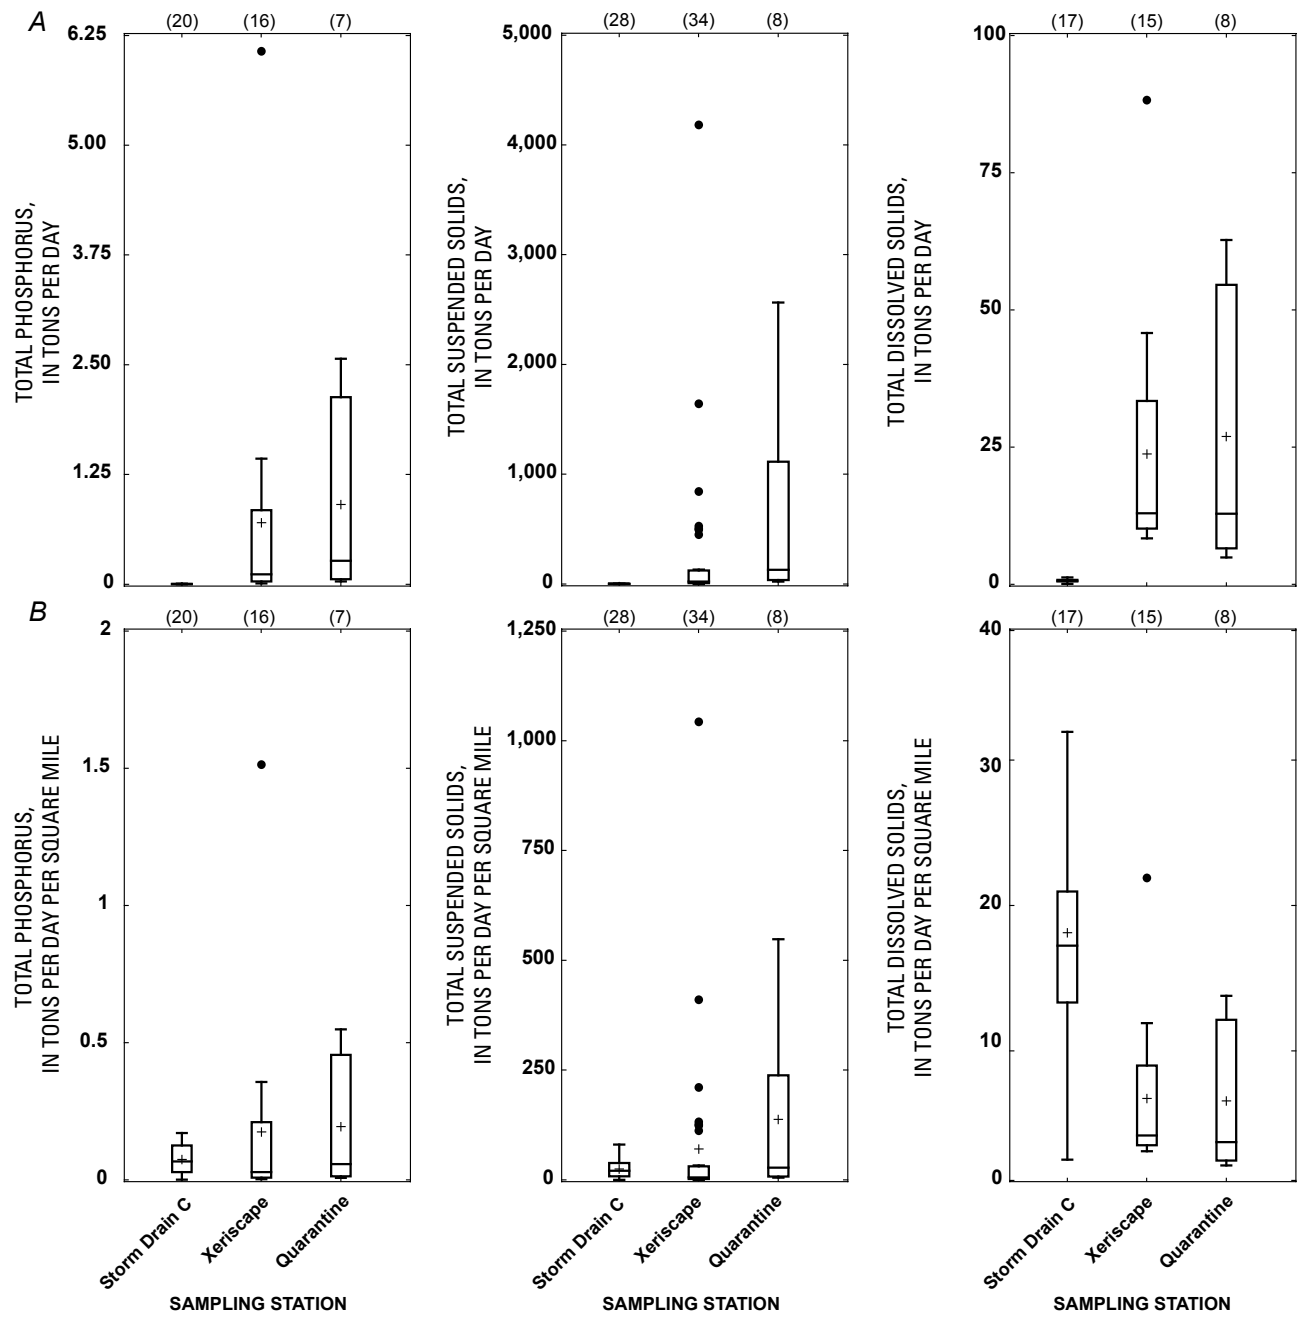 A
(20) (16) (7)
6.25
5.00
3.75
2.50
1.25
0
TOTAL PHOSPHORUS,
IN TONS PER DAY
(28) (34) (8)
5,000
4,000
3,000
2,000
1,000
0
TOTAL SUSPENDED SOLIDS,
IN TONS PER DAY
(17) (15) (8)
100
75
50
25
0
TOTAL DISSOLVED SOLIDS,
IN TONS PER DAY
B
(20) (16) (7)
2
1.5
1
0.5
0
TOTAL PHOSPHORUS,
IN TONS PER DAY PER SQUARE MILE
Storm Drain C
Xeriscape
Quarantine
SAMPLING STATION
(28) (34) (8)
1,250
1,000
750
500
250
0
TOTAL SUSPENDED SOLIDS,
IN TONS PER DAY PER SQUARE MILE
Storm Drain C
Xeriscape
Quarantine
SAMPLING STATION
(17) (15) (8)
40
30
20
10
0
TOTAL DISSOLVED SOLIDS,
IN TONS PER DAY PER SQUARE MILE
Storm Drain C
Xeriscape
Quarantine
SAMPLING STATION